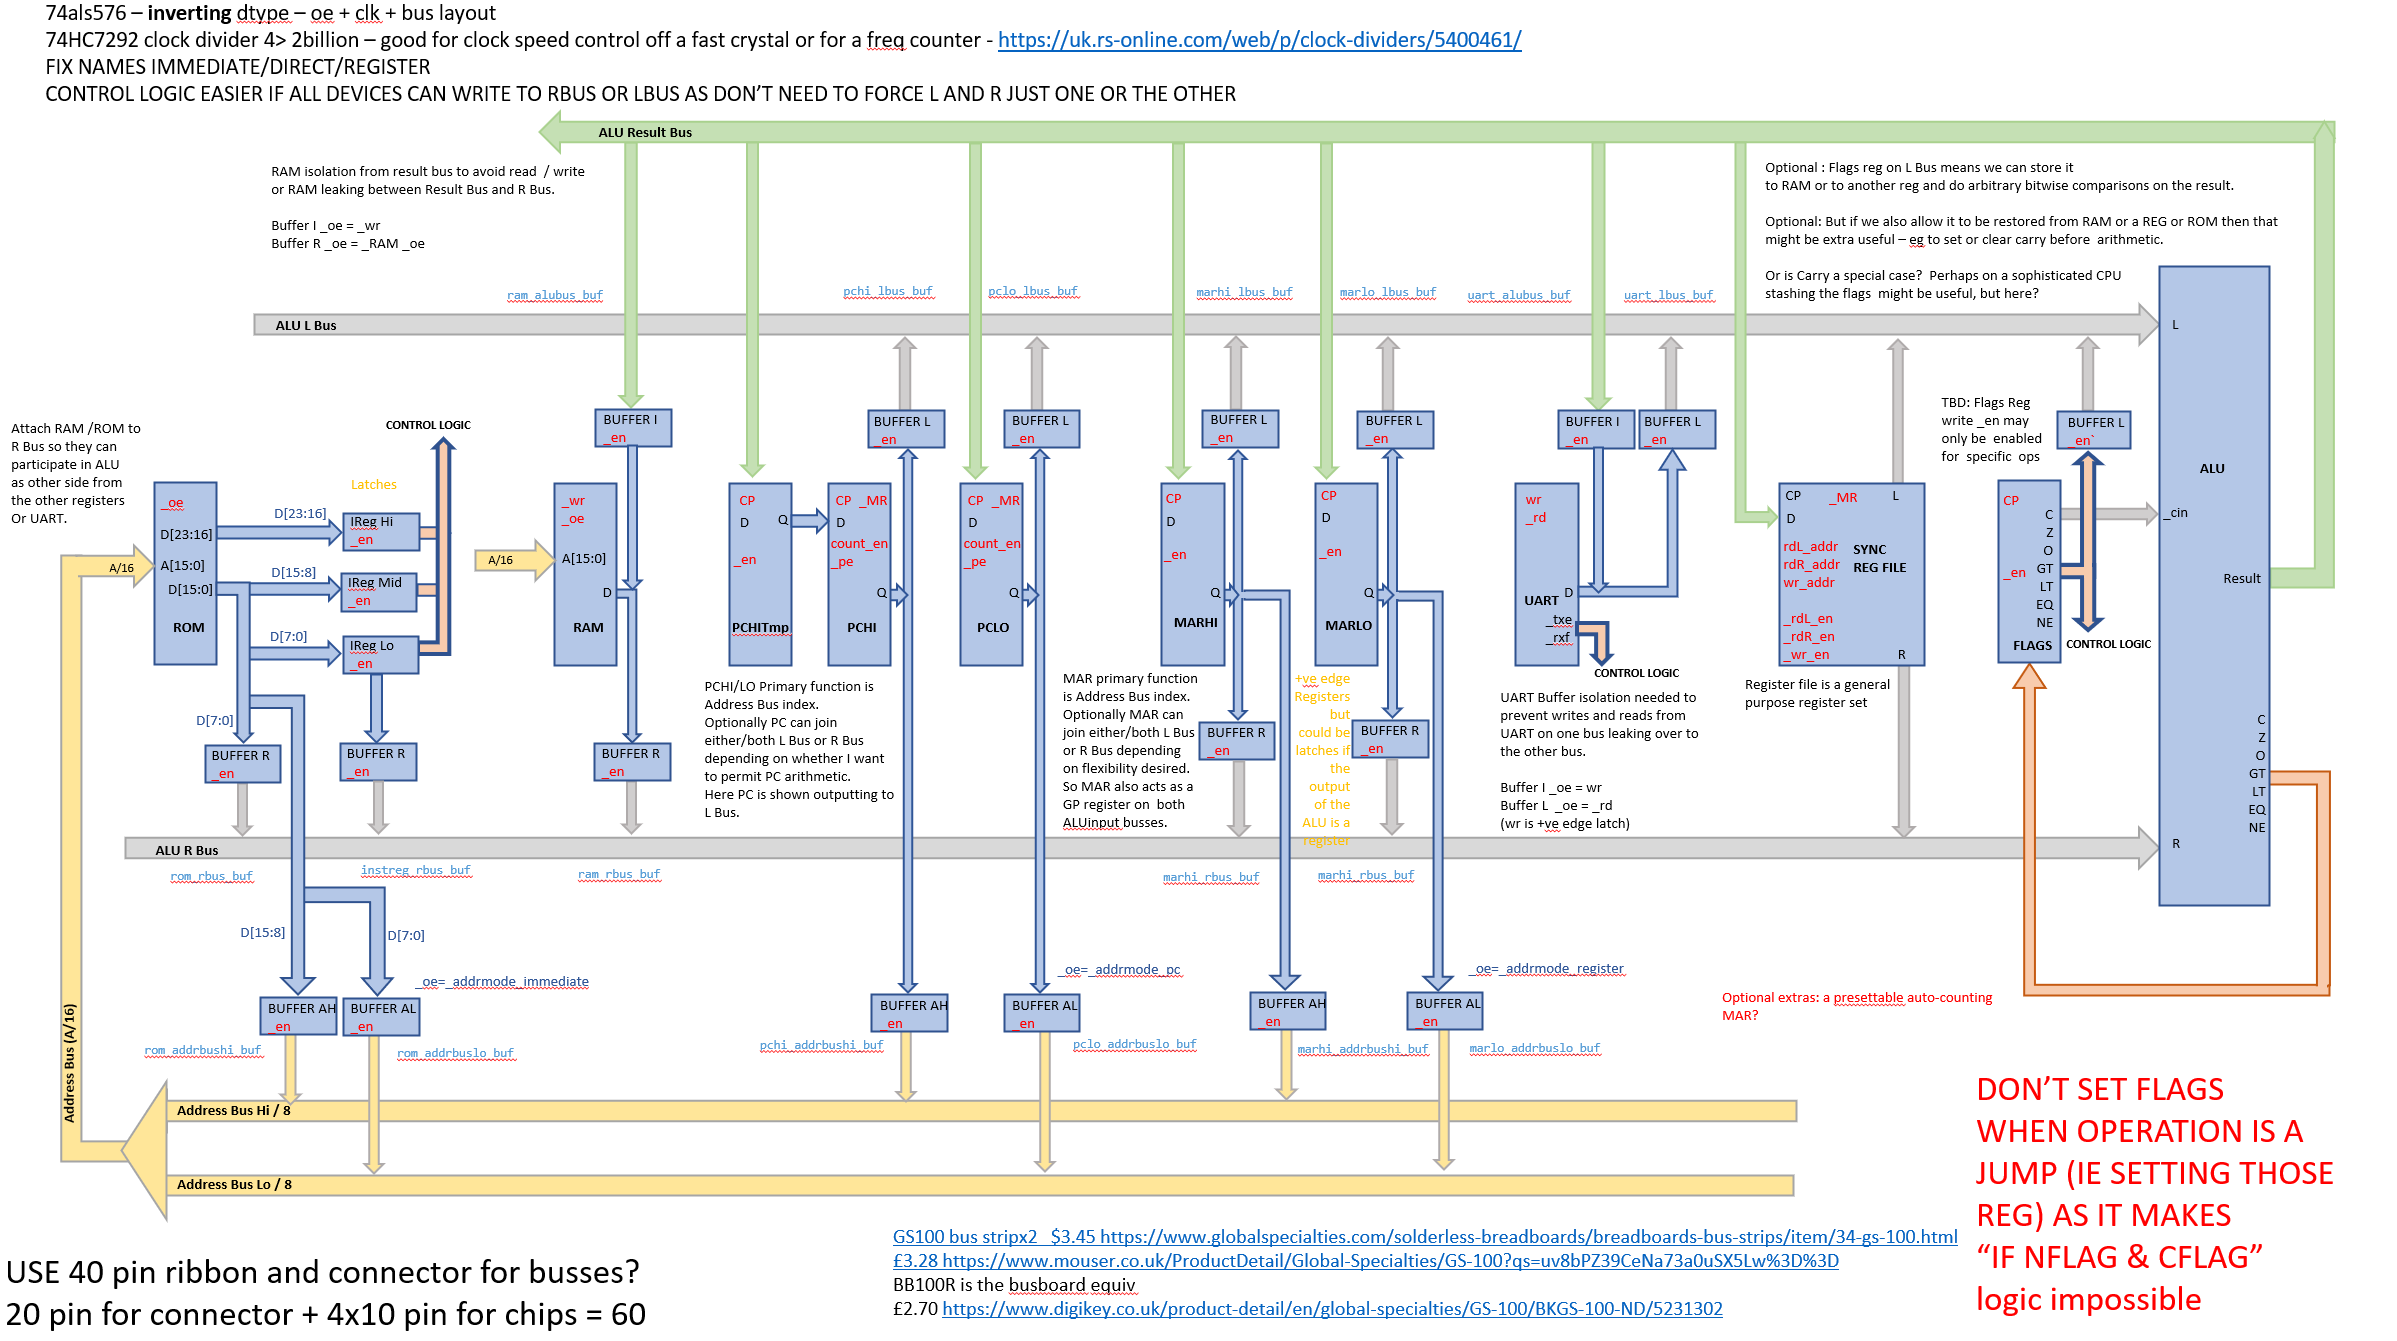 74als576 – inverting dtype – oe + clk + bus layout
74HC7292 clock divider 4> 2billion – good for clock speed control off a fast crystal or for a freq counter - https://uk.rs-online.com/web/p/clock-dividers/5400461/
FIX NAMES IMMEDIATE/DIRECT/REGISTER
CONTROL LOGIC EASIER IF ALL DEVICES CAN WRITE TO RBUS OR LBUS AS DON'T NEED TO FORCE L AND R JUST ONE OR THE OTHER
ALU Result Bus
RAM isolation from result bus to avoid read / write
or RAM leaking between Result Bus and R Bus.
Buffer I _oe = _wr
Buffer R _oe = _RAM _oe
Optional : Flags reg on L Bus means we can store it
to RAM or to another reg and do arbitrary bitwise comparisons on the result.
Optional: But if we also allow it to be restored from RAM or a REG or ROM then that
might be extra useful – eg to set or clear carry before arithmetic.
Or is Carry a special case? Perhaps on a sophisticated CPU
stashing the flags might be useful, but here?
ram_alubus_buf
pchi_lbus_buf
pclo_lbus_buf
marhi_lbus_buf
marlo_lbus_buf
uart_alubus_buf
uart_lbus_buf
ALU L Bus
Attach RAM /ROM to
R Bus so they can
participate in ALU
as other side from
the other registers
Or UART.
CONTROL LOGIC
Latches
_oe
D[23:16]
A[15:0]
D[15:0]
ROM
A/16
D[23:16]
IReg Hi
_en
D[15:8]
IReg Mid
_en
D[7:0]
IReg Lo
_en
D[7:0]
BUFFER R
_en
BUFFER R
_en
A/16
BUFFER I
_en
_wr
_oe
A[15:0]
D
RAM
BUFFER R
_en
CP
D
Q
_en
PCHITmp
BUFFER L
_en
CP _MR
D
count_en
_pe
Q
PCHI
BUFFER L
_en
CP _MR
D
count_en
_pe
Q
PCLO
PCHI/LO Primary function is
Address Bus index.
Optionally PC can join
either/both L Bus or R Bus
depending on whether I want
to permit PC arithmetic.
Here PC is shown outputting to
L Bus.
BUFFER L
_en
CP
D
_en
Q
MARHI
BUFFER L
_en
CP
D
_en
Q
MARLO
MAR primary function
is Address Bus index.
Optionally MAR can
join either/both L Bus
or R Bus depending
on flexibility desired.
So MAR also acts as a
GP register on both
ALUinput busses.
BUFFER R
_en
+ve edge
Registers
but
could be
latches if
the
output
of the
ALU is a
register
BUFFER R
_en
BUFFER I
_en
BUFFER L
_en
wr
_rd
D
UART
_txe
_rxf
CONTROL LOGIC
UART Buffer isolation needed to
prevent writes and reads from
UART on one bus leaking over to
the other bus.
Buffer I _oe = wr
Buffer L _oe = _rd
(wr is +ve edge latch)
CP
_MR
L
D
rdL_addr
rdR_addr
wr_addr
SYNC
REG FILE
_rdL_en
_rdR_en
_wr_en
R
Register file is a general
purpose register set
TBD: Flags Reg
write _en may
only be enabled
for specific ops
BUFFER L
_en`
CP
C
Z
O
GT
LT
EQ
NE
_en
FLAGS
CONTROL LOGIC
L
ALU
_cin
Result
C
Z
O
GT
LT
EQ
NE
R
ALU R Bus
rom_rbus_buf
instreg_rbus_buf
ram_rbus_buf
marhi_rbus_buf
marhi_rbus_buf
D[15:8]
D[7:0]
_oe=_addrmode_immediate
_oe=_addrmode_pc
_oe=_addrmode_register
BUFFER AH
_en
BUFFER AL
_en
BUFFER AH
_en
BUFFER AL
_en
BUFFER AH
_en
BUFFER AL
_en
rom_addrbushi_buf
rom_addrbuslo_buf
pchi_addrbushi_buf
pclo_addrbuslo_buf
marhi_addrbushi_buf
marlo_addrbuslo_buf
Optional extras: a presettable auto-counting
MAR?
Address Bus (A/16)
Address Bus Hi / 8
Address Bus Lo / 8
DON'T SET FLAGS
WHEN OPERATION IS A
JUMP (IE SETTING THOSE
REG) AS IT MAKES
“IF NFLAG & CFLAG”
logic impossible
GS100 bus stripx2 $3.45 https://www.globalspecialties.com/solderless-breadboards/breadboards-bus-strips/item/34-gs-100.html
£3.28 https://www.mouser.co.uk/ProductDetail/Global-Specialties/GS-100?qs=uv8bPZ39CeNa73a0uSX5Lw%3D%3D
BB100R is the busboard equiv
£2.70 https://www.digikey.co.uk/product-detail/en/global-specialties/GS-100/BKGS-100-ND/5231302
USE 40 pin ribbon and connector for busses?
20 pin for connector + 4x10 pin for chips = 60